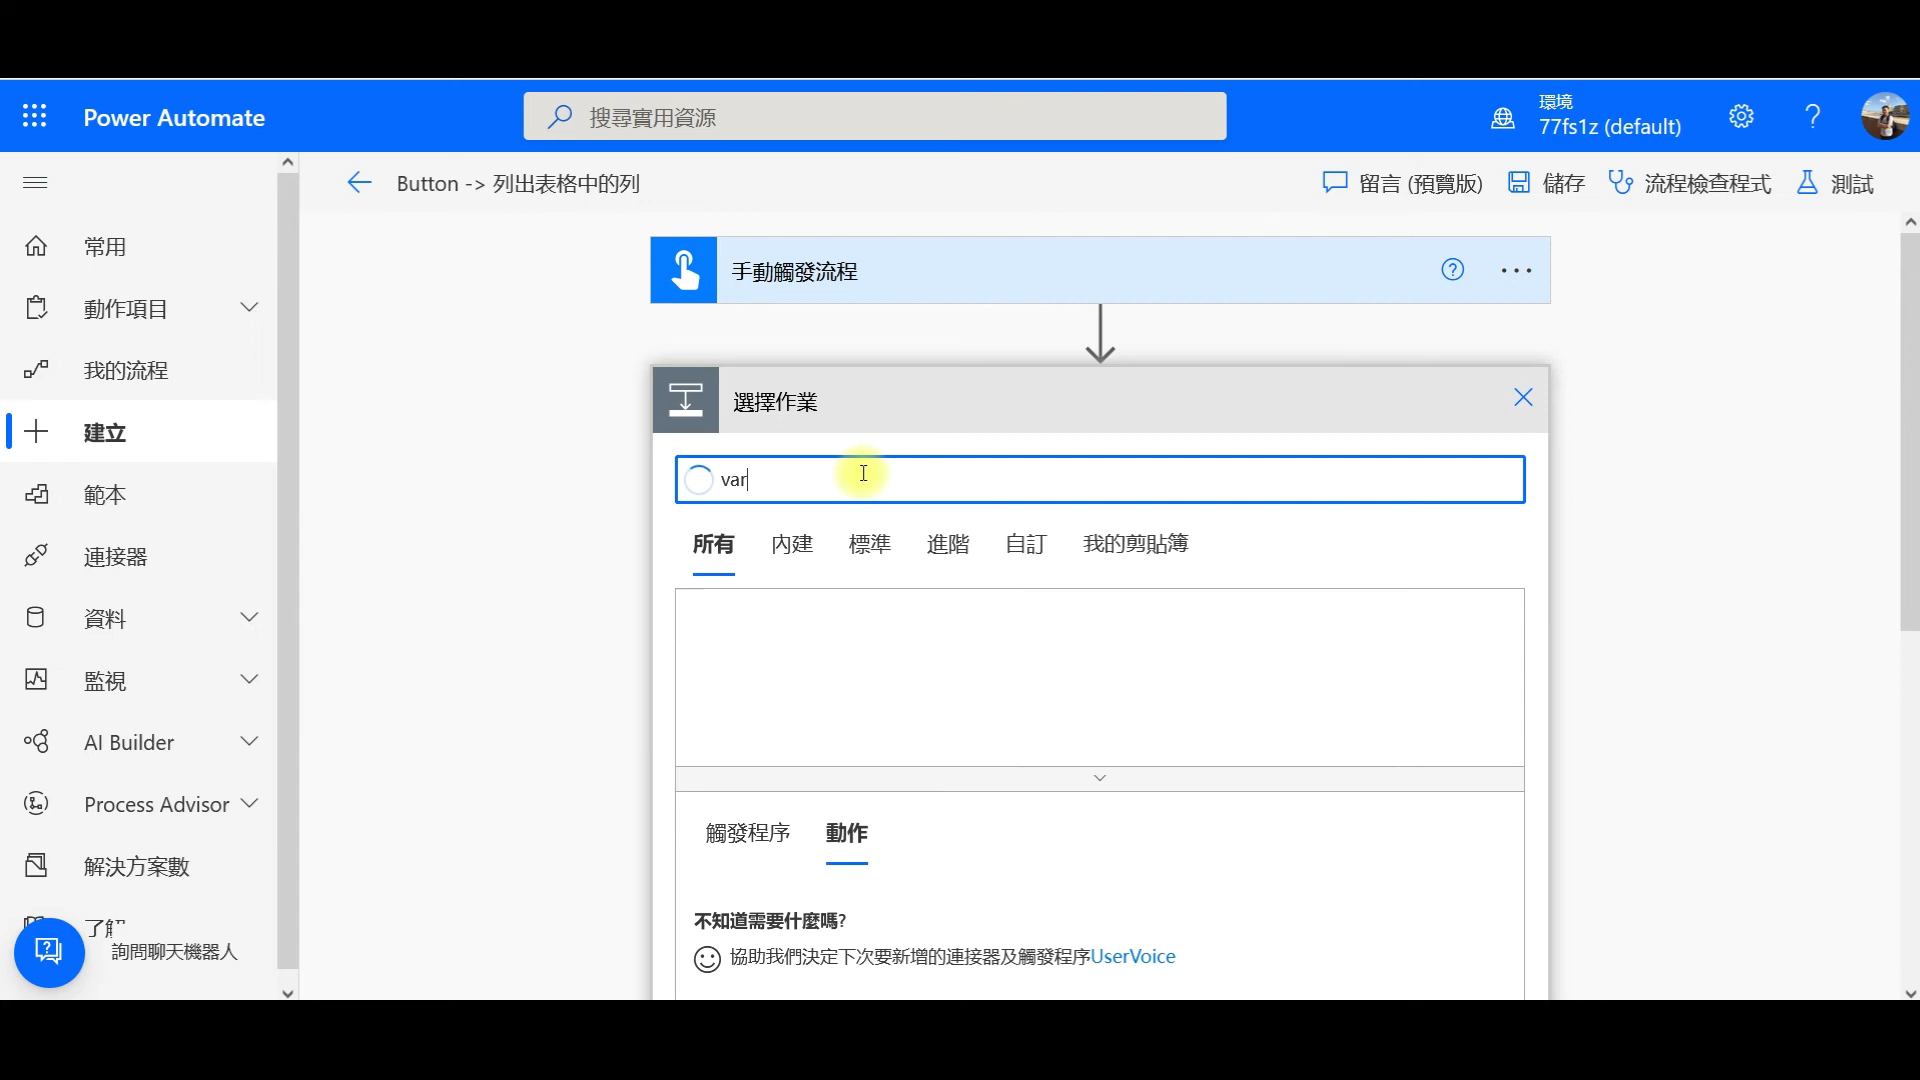 Power Automate
搜尋實用資源
環境
77fs1z (default)
Button -> 列出表格中的列
留言 (預覽版)
儲存
流程檢查程式
測試
常用
動作項目
我的流程
建立
範本
連接器
資料
監視
AI Builder
Process Advisor
解決方案數
詢問聊天機器人
手動觸發流程
選擇作業
var
所有
內建
標準
進階
自訂
我的剪貼簿
觸發程序
動作
不知道需要什麼嗎?
協助我們決定下次要新增的連接器及觸發程序UserVoice